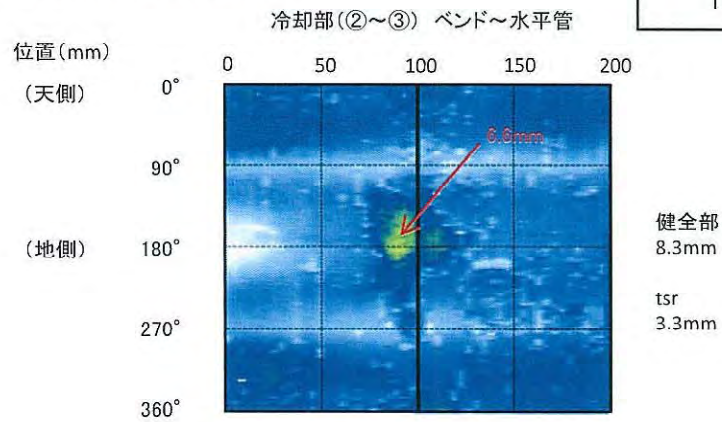 冷却部(②～③) ベンド～水平管
位置(mm)
0 50 100 150 200
(天側) 0°
6.6mm
90°
(地側) 180°
270°
360°
健全部
8.3mm
tsr
3.3mm